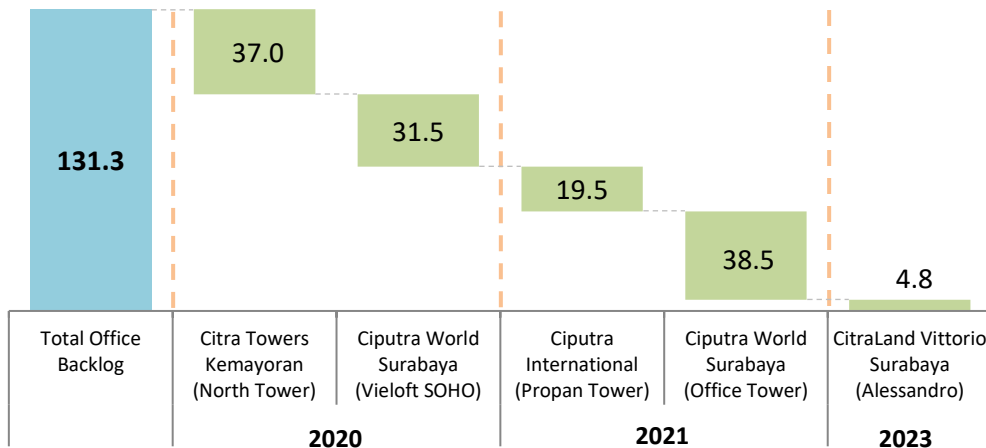 37.0
31.5
131.3
19.5
38.5
4.8
Total Office
Backlog
Citra Towers
Kemayoran
(North Tower)
Ciputra World
Surabaya
(Vieloft SOHO)
Ciputra
International
(Propan Tower)
Ciputra World
Surabaya
(Office Tower)
CitraLand Vittorio
Surabaya
(Alessandro)
2020
2021
2023